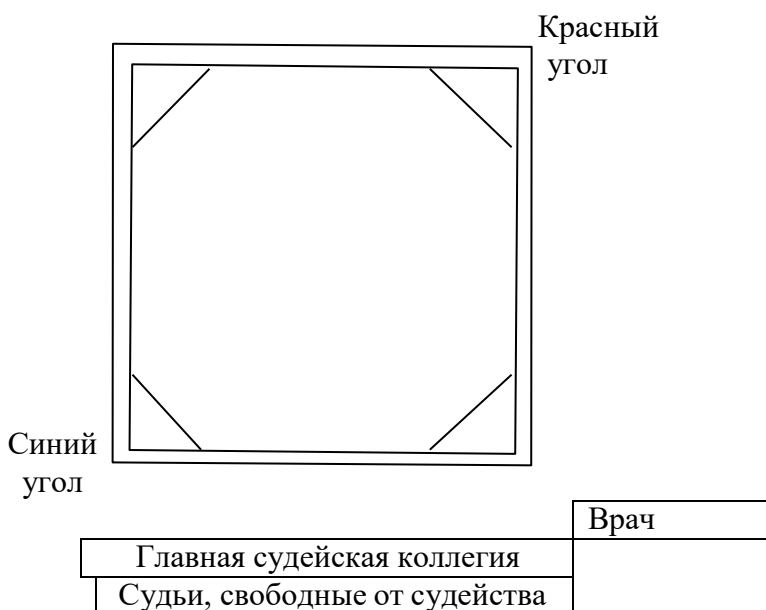 Красный
угол
Синий
угол
Врач
Главная судейская коллегия
Судьи, свободные от судейства